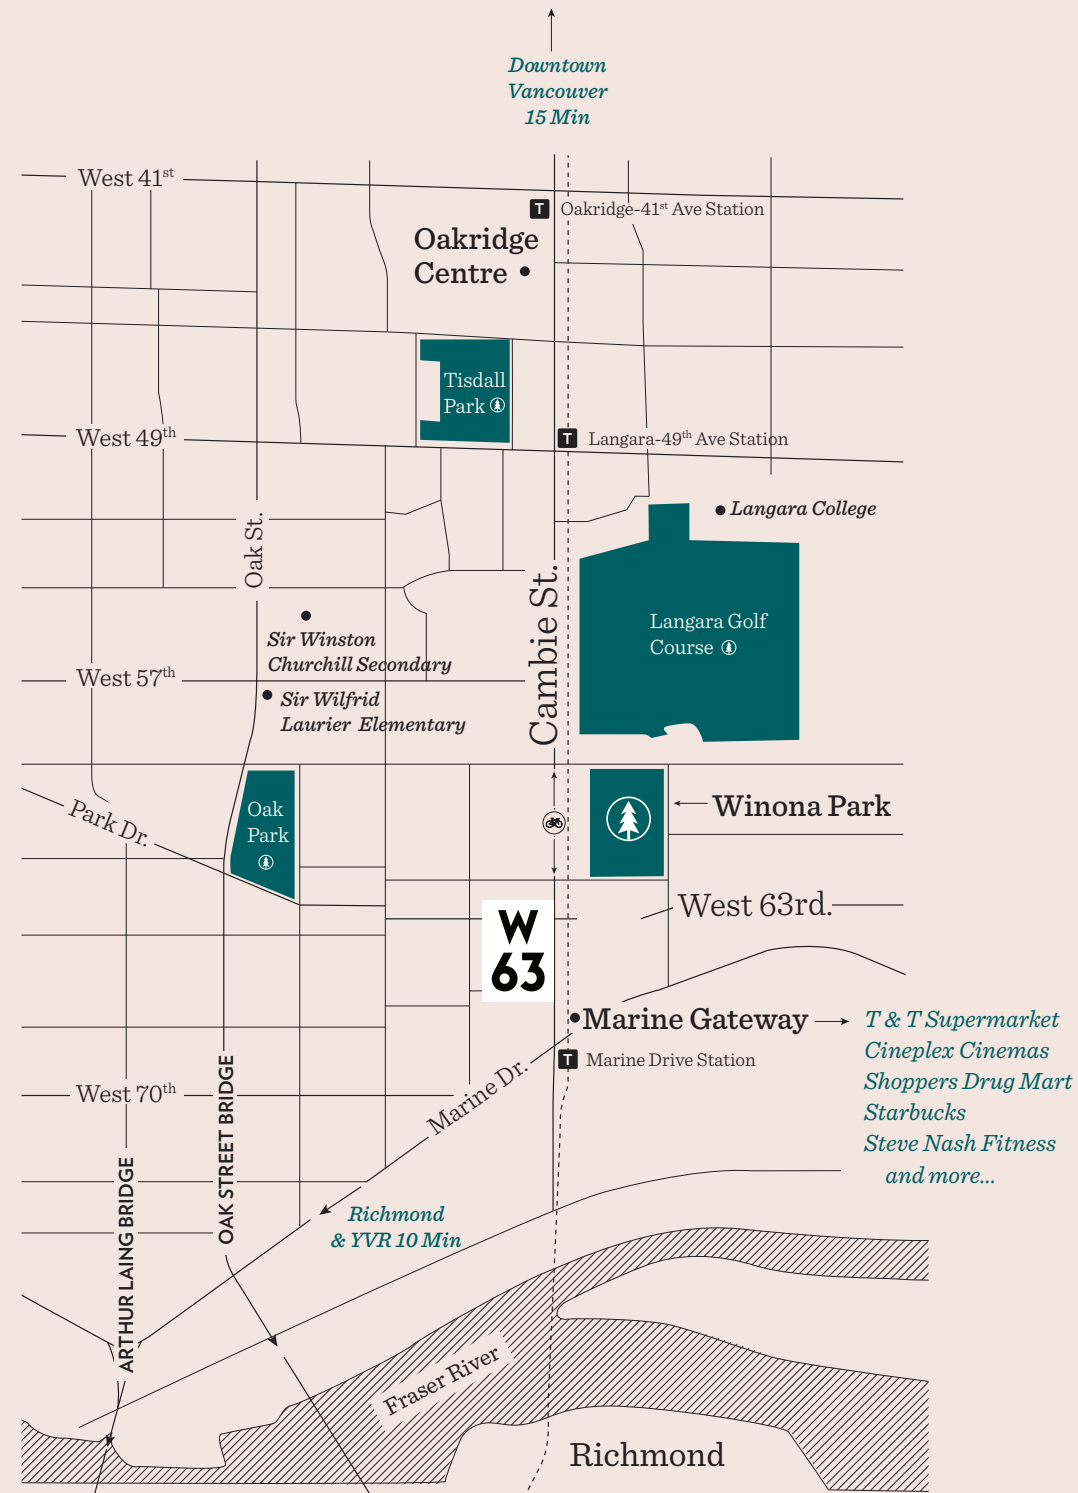 Downtown
Vancouver
15 Min
West 41st
T Oakridge-41st Ave Station
Oakridge
Centre
Tisdall
Park
West 49th
T Langara-49th Ave Station
Langara College
Oak St.
Cambie St.
Langara Golf
Course
Sir Winston
Churchill Secondary
West 57th
Sir Wilfrid
Laurier Elementary
Park Dr.
Oak
Park
Winona Park
West 63rd.
W
63
Marine Gateway
T & T Supermarket
Cineplex Cinemas
Shoppers Drug Mart
Starbucks
Steve Nash Fitness
and more...
T Marine Drive Station
Marine Dr.
West 70th
OAK STREET BRIDGE
ARTHUR LAING BRIDGE
Richmond
& YVR 10 Min
Fraser River
Richmond